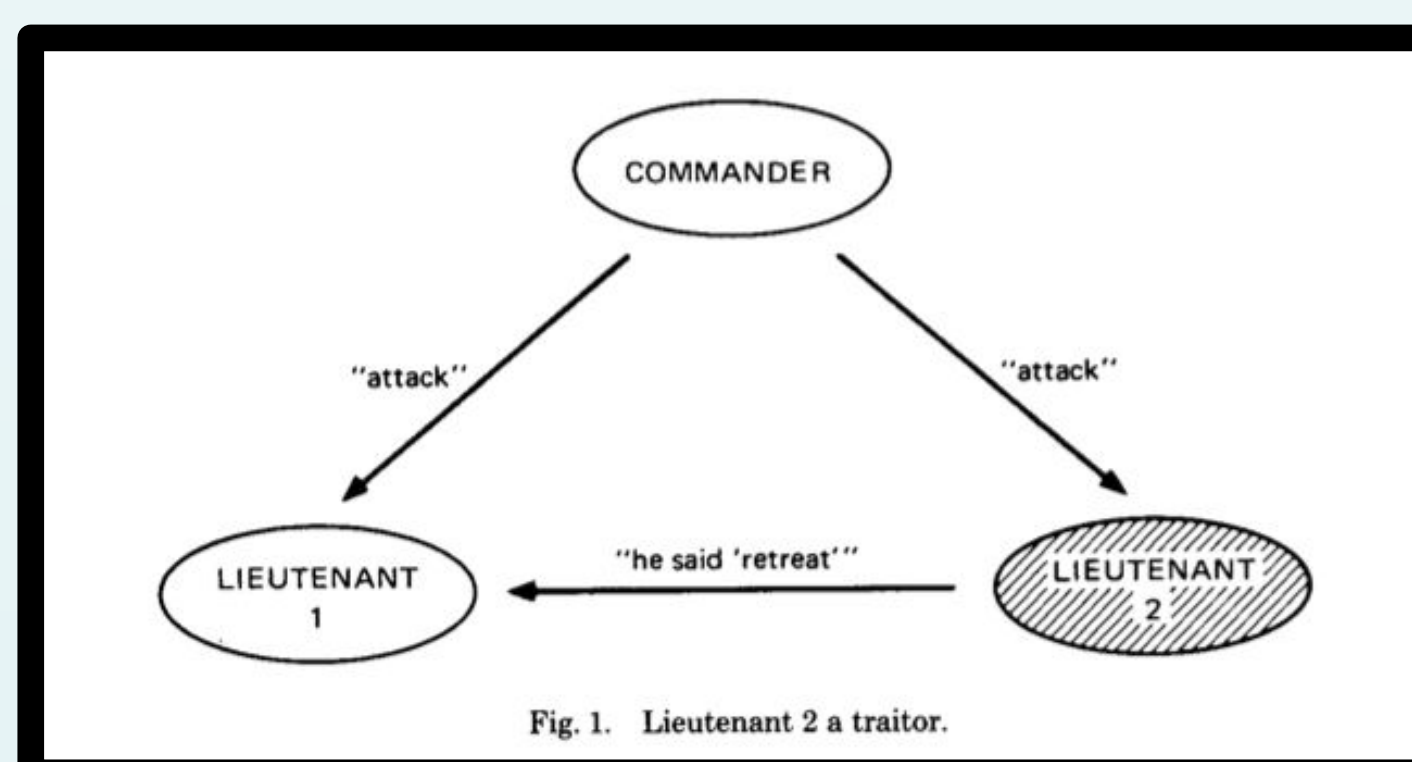 COMMANDER
"attack"
"attack"
"he said 'retreat'"
LIEUTENANT
1
LIEUTENANT
2
Fig. 1. Lieutenant 2 a traitor.